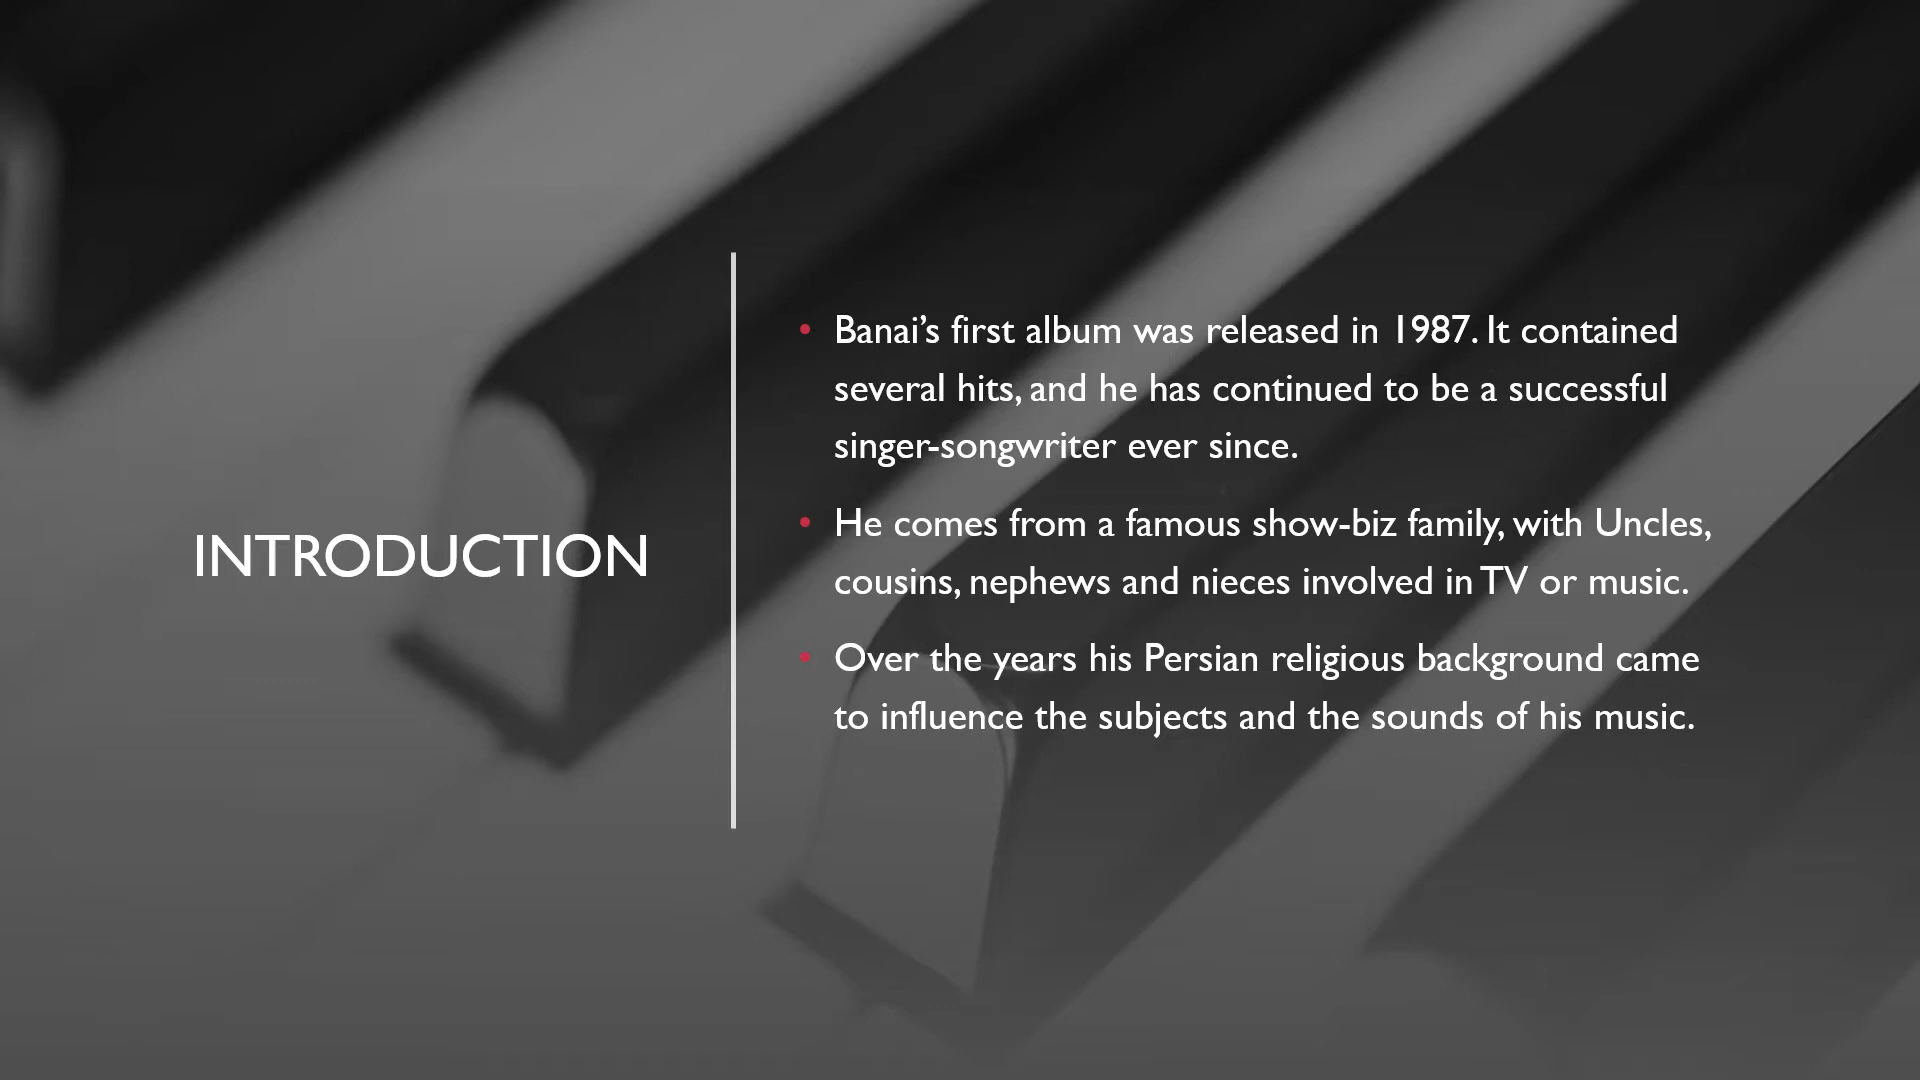 INTRODUCTION
• Banai’s first album was released in 1987. It contained
several hits, and he has continued to be a successful
singer-songwriter ever since.
• He comes from a famous show-biz family, with Uncles,
cousins, nephews and nieces involved in TV or music.
• Over the years his Persian religious background came
to influence the subjects and the sounds of his music.